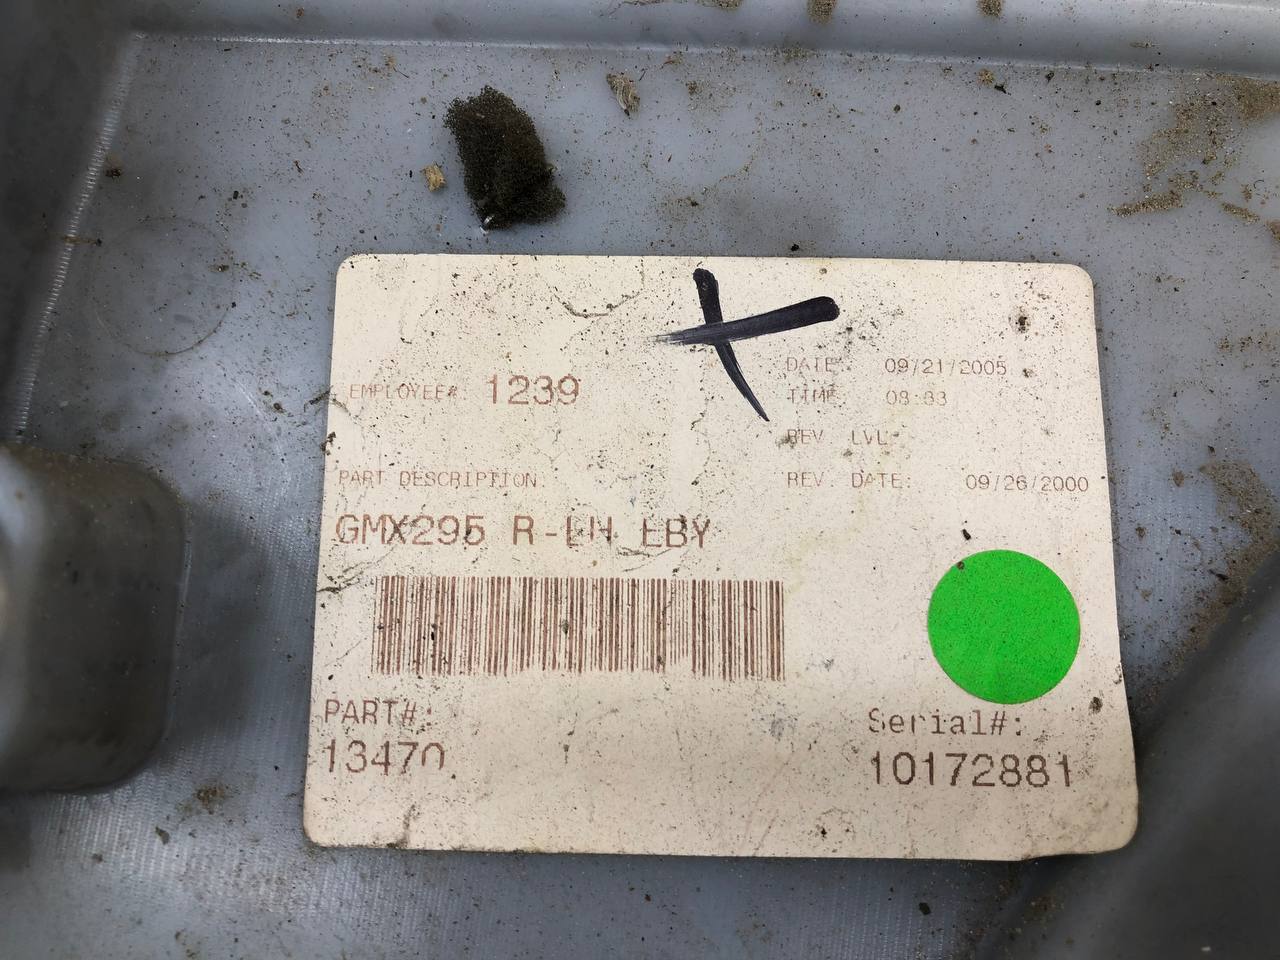 EMPLOYEE#: 1239
DATE: 09/21/2005
TIME: 08:33
REV. LVL:
PART DESCRIPTION:
REV. DATE: 09/26/2000
GMX295 R-LH EBY
PART#:
13470
Serial#:
10172881